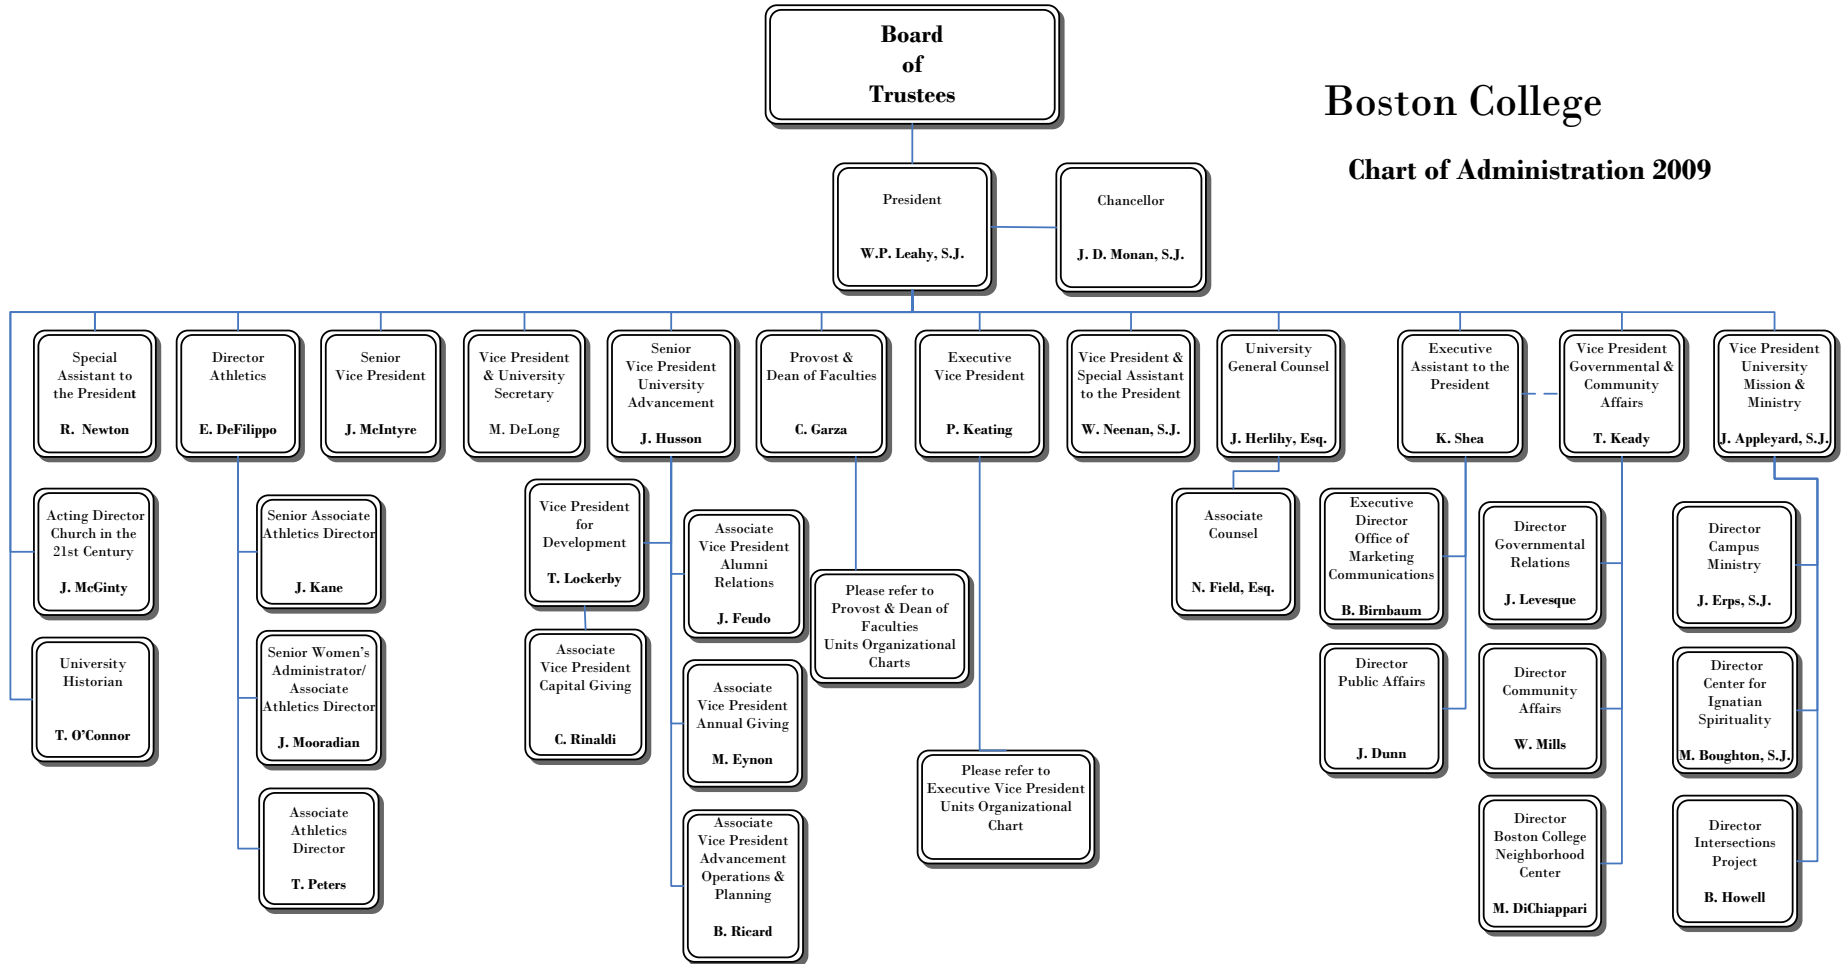 Board
of
Trustees
Boston College
Chart of Administration 2009
President
W.P. Leahy, S.J.
Chancellor
J. D. Monan, S.J.
Special
Assistant to
the President
R. Newton
Director
Athletics
E. DeFilippo
Senior
Vice President
J. McIntyre
Vice President
& University
Secretary
M. DeLong
Senior
Vice President
University
Advancement
J. Husson
Provost &
Dean of Faculties
C. Garza
Executive
Vice President
P. Keating
Vice President &
Special Assistant
to the President
W. Neenan, S.J.
University
General Counsel
J. Herlihy, Esq.
Executive
Assistant to the
President
K. Shea
Vice President
Governmental &
Community
Affairs
T. Keady
Vice President
University
Mission &
Ministry
J. Appleyard, S.J.
Acting Director
Church in the
21st Century
J. McGinty
Senior Associate
Athletics Director
J. Kane
Vice President
for
Development
T. Lockerby
Associate
Vice President
Alumni
Relations
J. Feudo
Please refer to
Provost & Dean of
Faculties
Units Organizational
Charts
Associate
Counsel
N. Field, Esq.
Executive
Director
Office of
Marketing
Communications
B. Birnbaum
Director
Governmental
Relations
J. Levesque
Director
Campus
Ministry
J. Erps, S.J.
University
Historian
T. O’Connor
Senior Women’s
Administrator/
Associate
Athletics Director
J. Mooradian
Associate
Vice President
Capital Giving
C. Rinaldi
Associate
Vice President
Annual Giving
M. Eynon
Please refer to
Executive Vice President
Units Organizational
Chart
Director
Public Affairs
J. Dunn
Director
Community
Affairs
W. Mills
Director
Center for
Ignatian
Spirituality
M. Boughton, S.J.
Associate
Athletics
Director
T. Peters
Associate
Vice President
Advancement
Operations &
Planning
B. Ricard
Director
Boston College
Neighborhood
Center
M. DiChiappari
Director
Intersections
Project
B. Howell